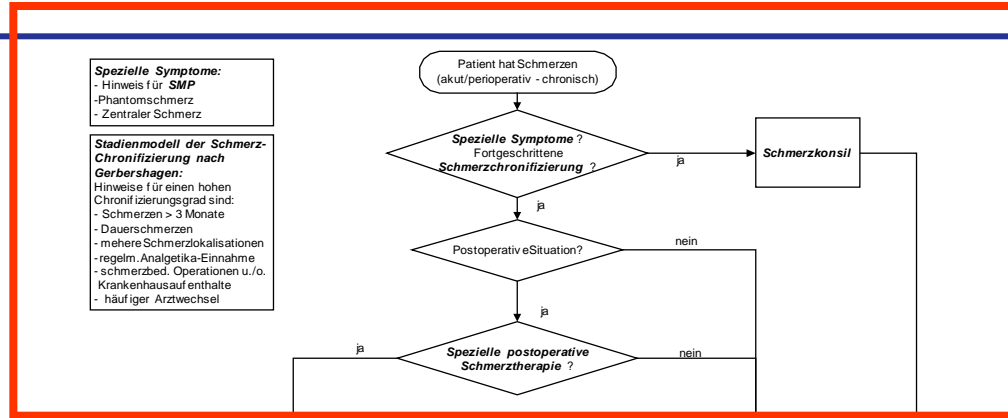 Spezielle Symptome:
- Hinweis für SMP
-Phantomschmerz
- Zentraler Schmerz
Stadienmodell der Schmerz-
Chronifizierung nach
Gerbershagen:
Hinweise für einen hohen
Chronifizierungsgrad sind:
- Schmerzen > 3 Monate
- Dauerschmerzen
- mehere Schmerzlokalisationen
-regelm. Analgetika-Einnahme
- schmerzbed. Operationen u./o.
Krankenhausaufenthalte
- häufiger Arztwechsel
Patient hat Schmerzen
(akut/perioperativ - chronisch)
Spezielle Symptome ?
Fortgeschrittene
Schmerzchronifizierung ?
ja
Schmerzkonsil
ja
Postoperative Situation?
nein
ja
Spezielle postoperative
Schmerztherapie ?
ja
nein